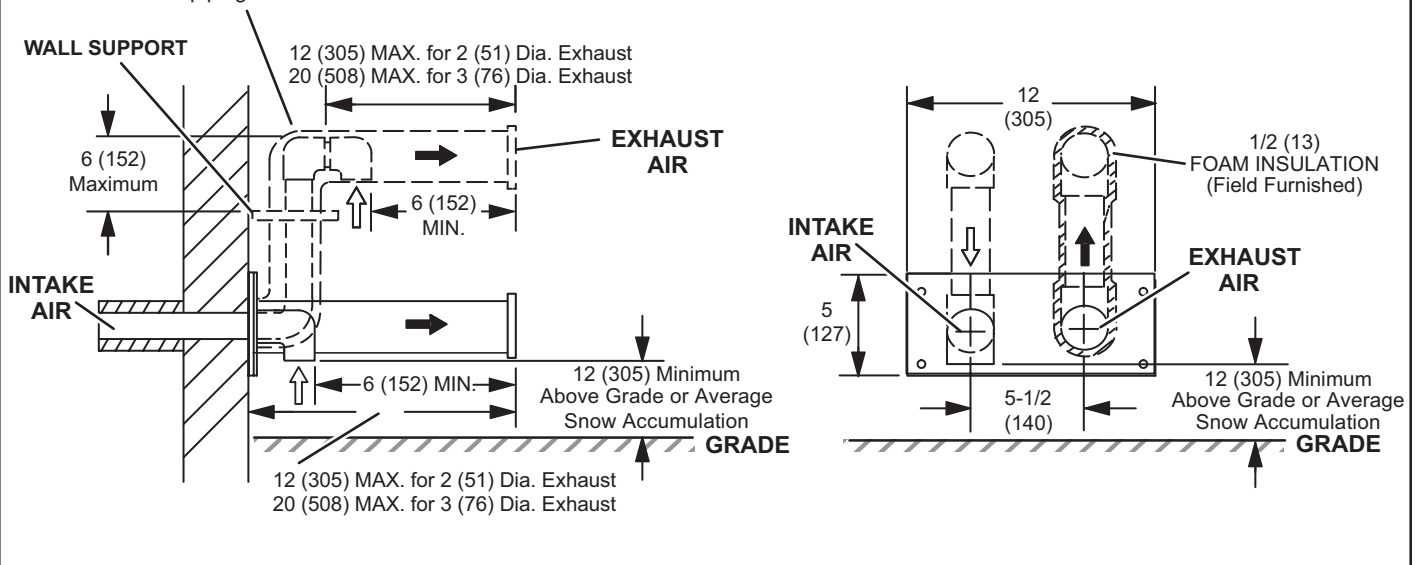 WALL SUPPORT
12 (305) MAX. for 2 (51) Dia. Exhaust
20 (508) MAX. for 3 (76) Dia. Exhaust
6 (152)
Maximum
EXHAUST
AIR
6 (152)
MIN.
INTAKE
AIR
6 (152) MIN.
12 (305) Minimum
Above Grade or Average
Snow Accumulation
GRADE
12 (305) MAX. for 2 (51) Dia. Exhaust
20 (508) MAX. for 3 (76) Dia. Exhaust
12
(305)
1/2 (13)
FOAM INSULATION
(Field Furnished)
INTAKE
AIR
EXHAUST
AIR
5
(127)
5-1/2
(140)
12 (305) Minimum
Above Grade or Average
Snow Accumulation
GRADE